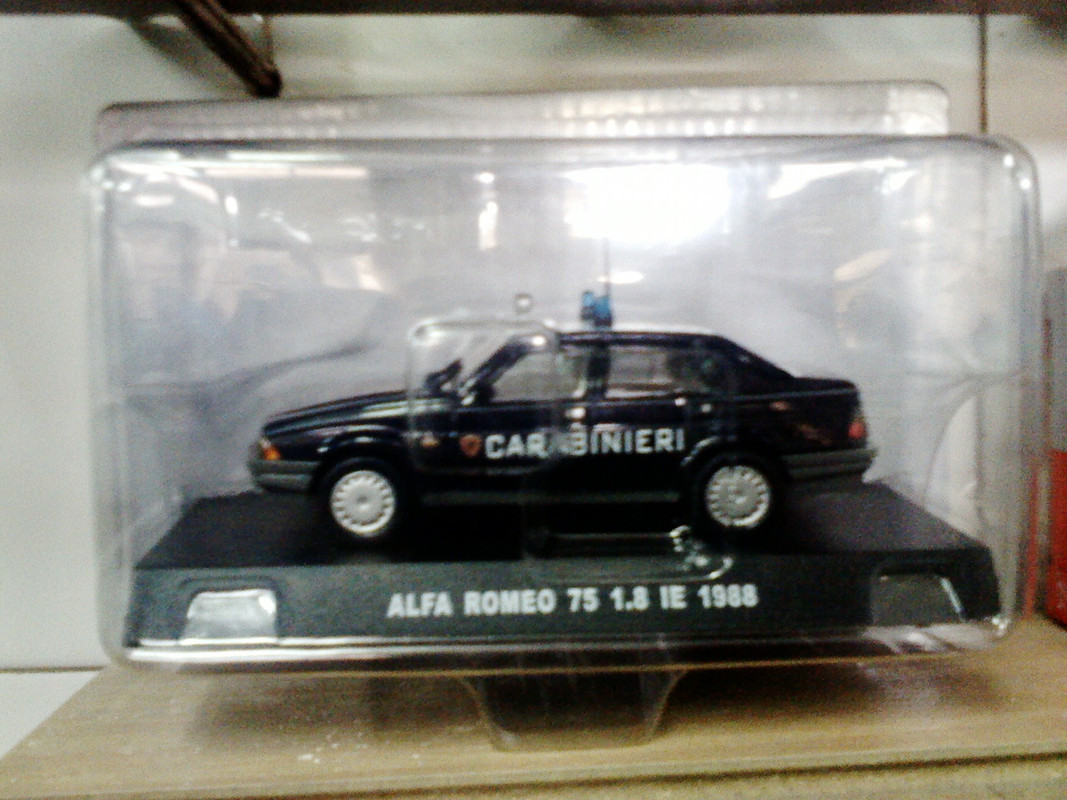 CARABINIERI
ALFA ROMEO 75 1.8 IE 1988